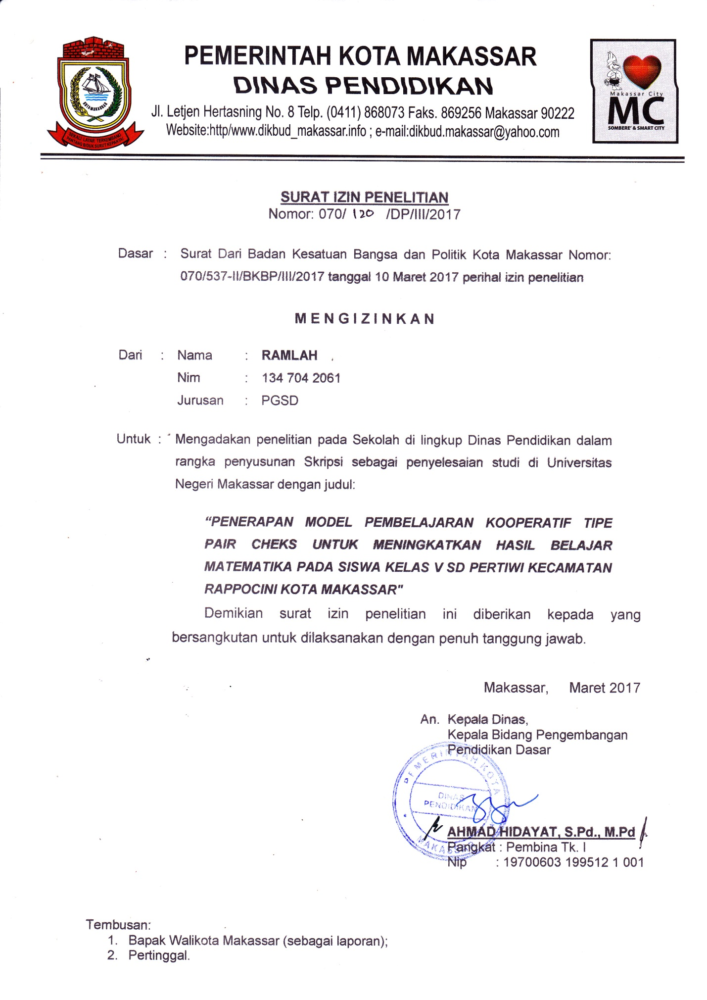 PEMERINTAH KOTA MAKASSAR
DINAS PENDIDIKAN
Jl. Letjen Hertasning No. 8 Telp. (0411) 868073 Faks. 869256 Makassar 90222
Website:http/www.dikbud_makassar.info ; e-mail:dikbud.makassar@yahoo.com
KOTA MAKASSAR
SEKALI LAYAR TERKEMBANG
PANTANG BIDUK SURUT KEPANTAI
Makassar City
MC
SOMBERE' & SMART CITY
SURAT IZIN PENELITIAN
Nomor: 070/ 120 /DP/III/2017
Dasar : Surat Dari Badan Kesatuan Bangsa dan Politik Kota Makassar Nomor:
070/537-II/BKBP/III/2017 tanggal 10 Maret 2017 perihal izin penelitian
M E N G I Z I N K A N
Dari : Nama : RAMLAH
Nim : 134 704 2061
Jurusan : PGSD
Untuk : Mengadakan penelitian pada Sekolah di lingkup Dinas Pendidikan dalam
rangka penyusunan Skripsi sebagai penyelesaian studi di Universitas
Negeri Makassar dengan judul:
“PENERAPAN MODEL PEMBELAJARAN KOOPERATIF TIPE
PAIR CHEKS UNTUK MENINGKATKAN HASIL BELAJAR
MATEMATIKA PADA SISWA KELAS V SD PERTIWI KECAMATAN
RAPPOCINI KOTA MAKASSAR"
Demikian surat izin penelitian ini diberikan kepada yang
bersangkutan untuk dilaksanakan dengan penuh tanggung jawab.
Makassar, Maret 2017
An. Kepala Dinas,
Kepala Bidang Pengembangan
Pendidikan Dasar
PEMERINTAH KOTA
DINAS
PENDIDIKAN
MAKASSAR
AHMAD HIDAYAT, S.Pd., M.Pd
Pangkat : Pembina Tk. I
Nip : 19700603 199512 1 001
Tembusan:
1. Bapak Walikota Makassar (sebagai laporan);
2. Pertinggal.